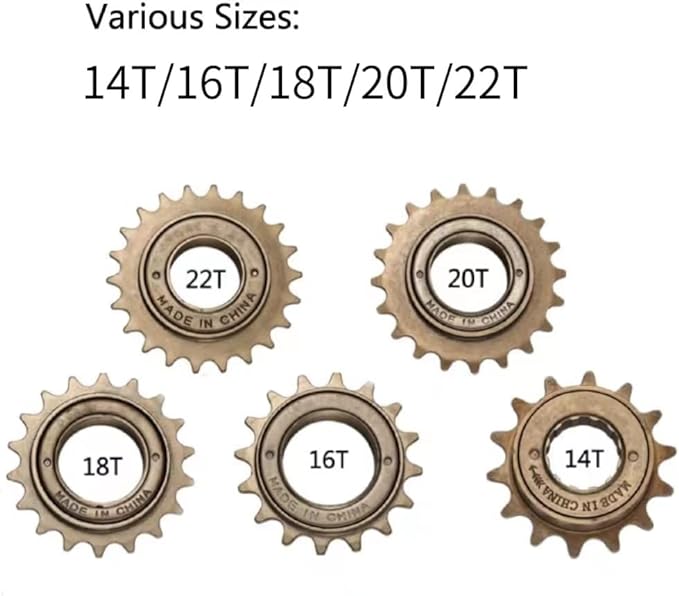 Various Sizes:
14T/16T/18T/20T/22T
22T
MADE IN CHINA
20T
MADE IN CHINA
18T
MADE IN CHINA
16T
MADE IN CHINA
14T
MADE IN CHINA